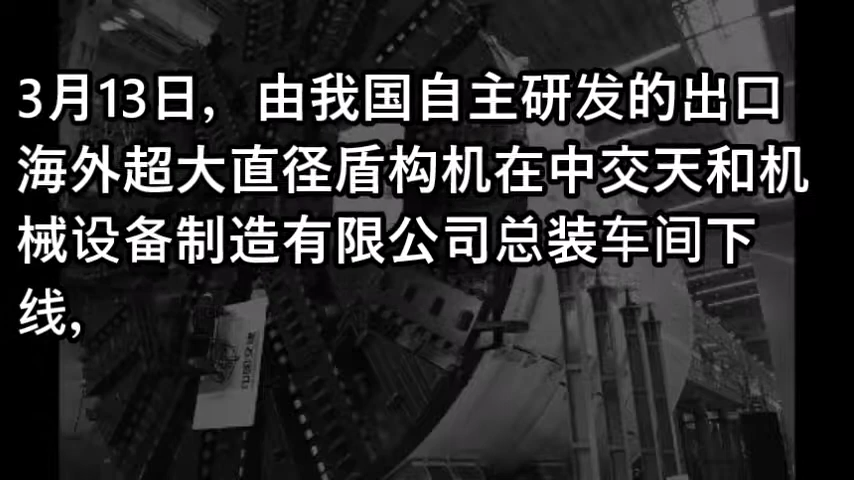 3月13日，由我国自主研发的出口
海外超大直径盾构机在中交天和机
械设备制造有限公司总装车间下
线，